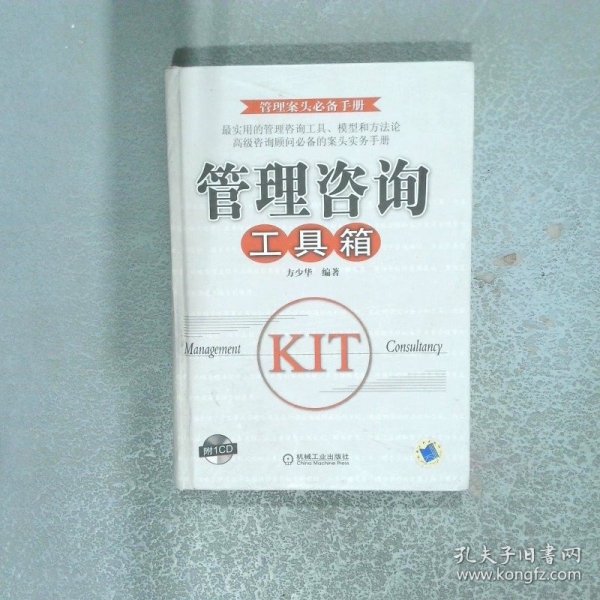 管理案头必备手册
最实用的管理咨询工具、模型和方法论
高级咨询顾问必备的案头实务手册
管理咨询
工具箱
方少华 编著
Management KIT Consultancy
附1CD
机械工业出版社
China Machine Press
孔夫子旧书网
www.kongfz.com